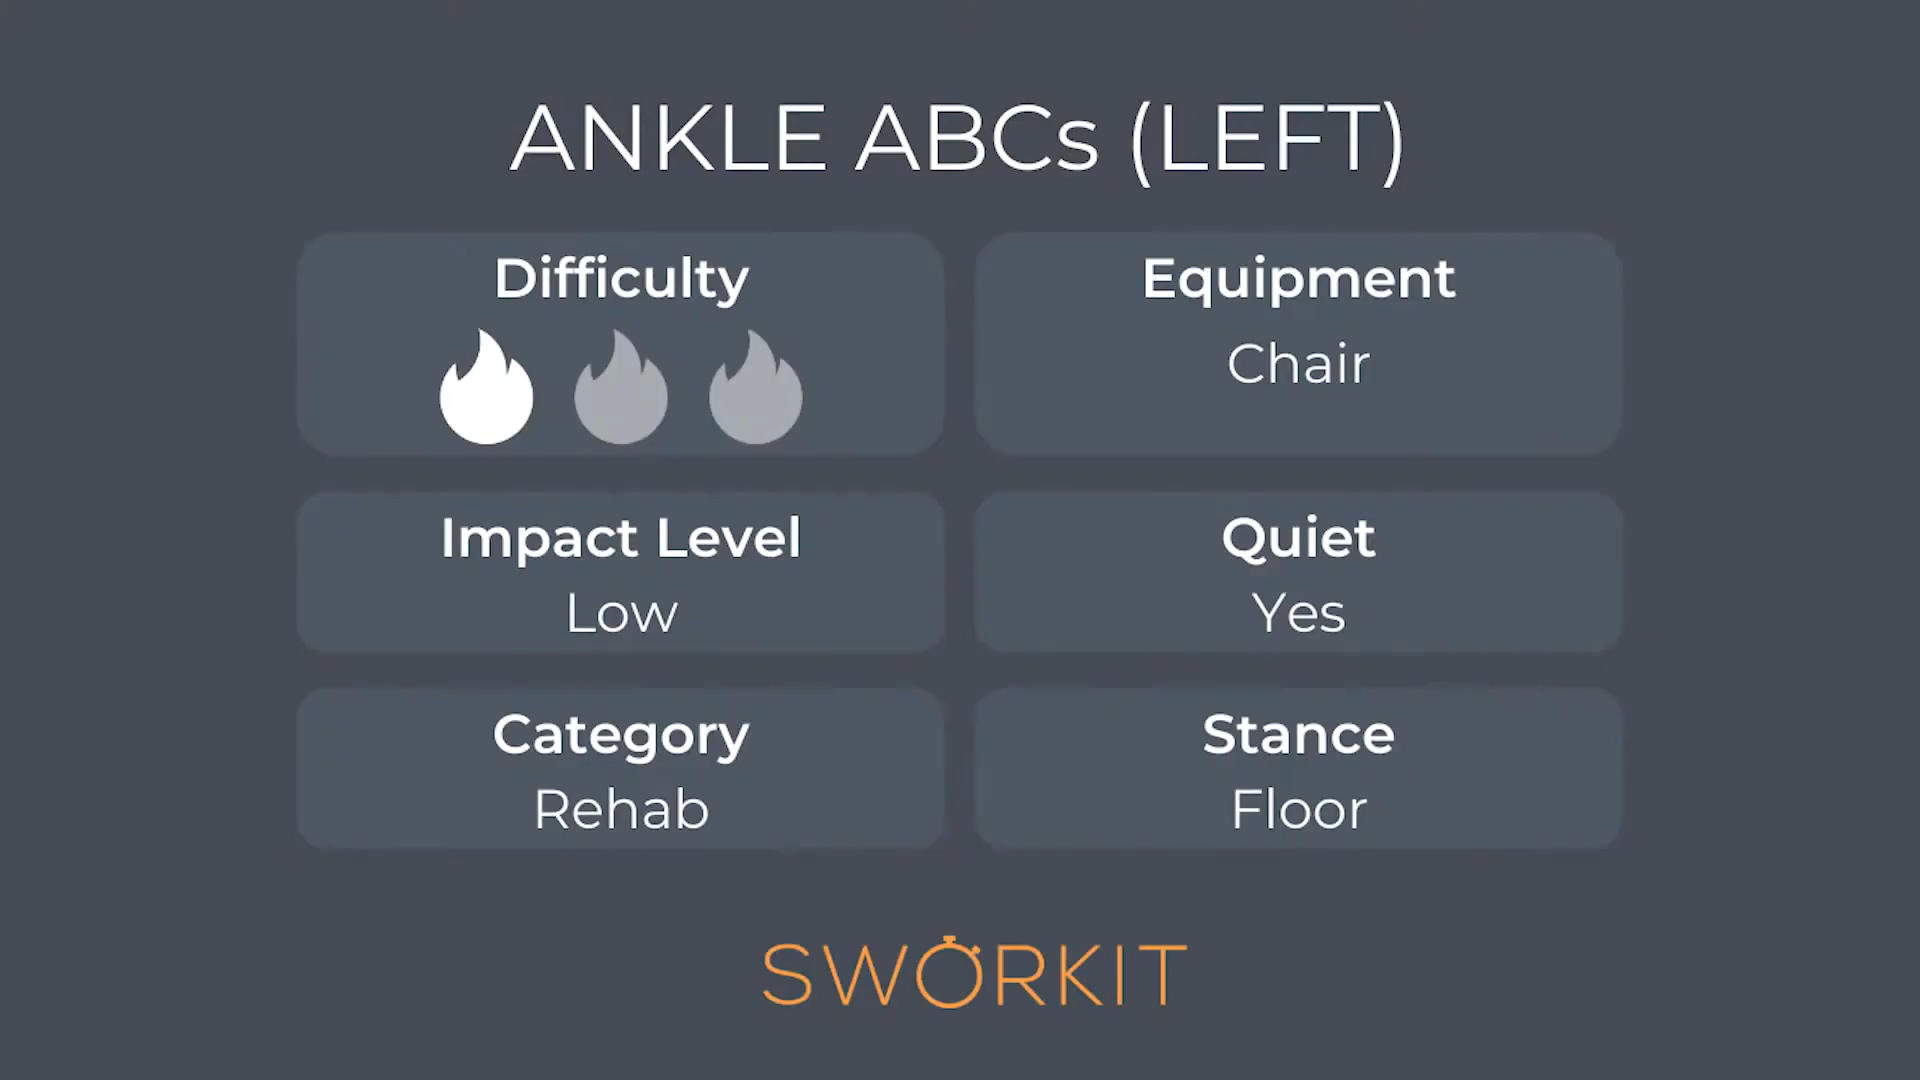 ANKLE ABCs (LEFT)
Difficulty
Equipment
Chair
Impact Level
Low
Quiet
Yes
Category
Rehab
Stance
Floor
SWORKIT